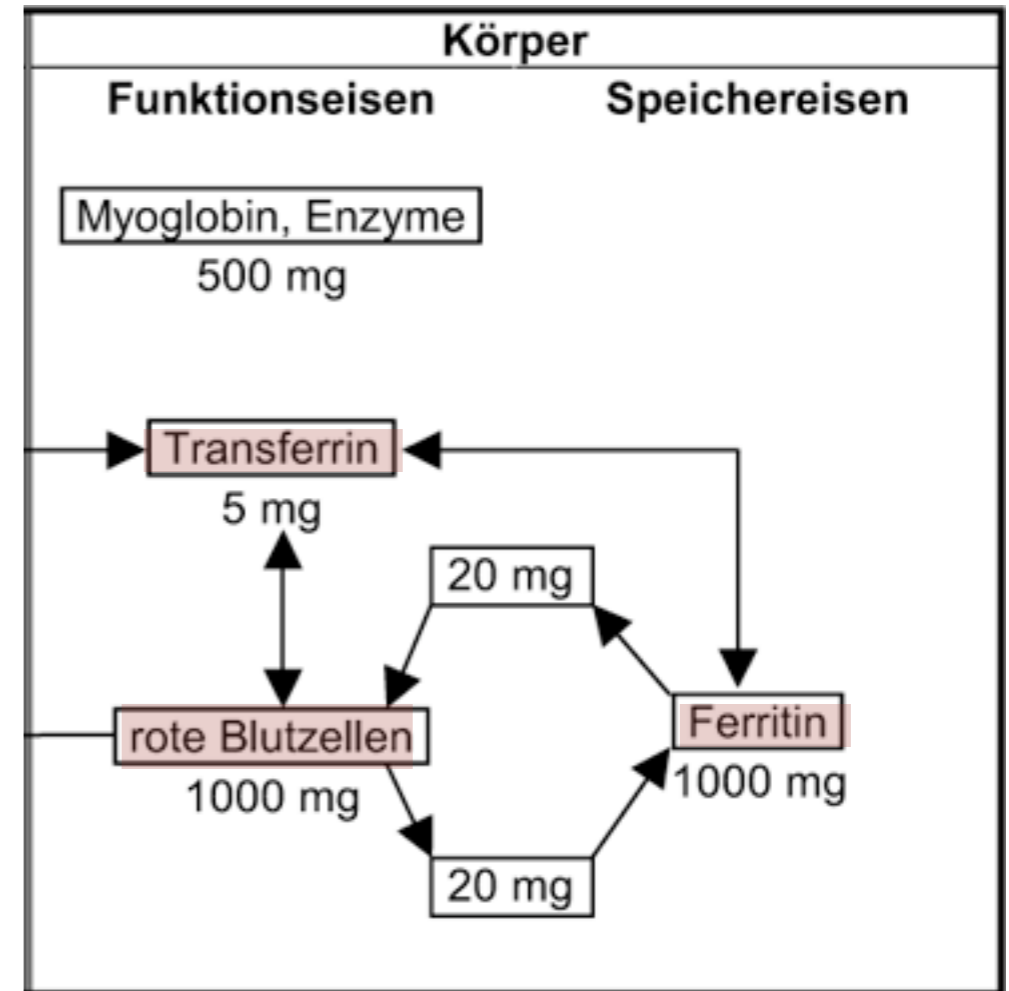 Körper
Funktionseisen Speichereisen
Myoglobin, Enzyme
500 mg
Transferrin
5 mg
20 mg
rote Blutzellen
1000 mg
Ferritin
1000 mg
20 mg